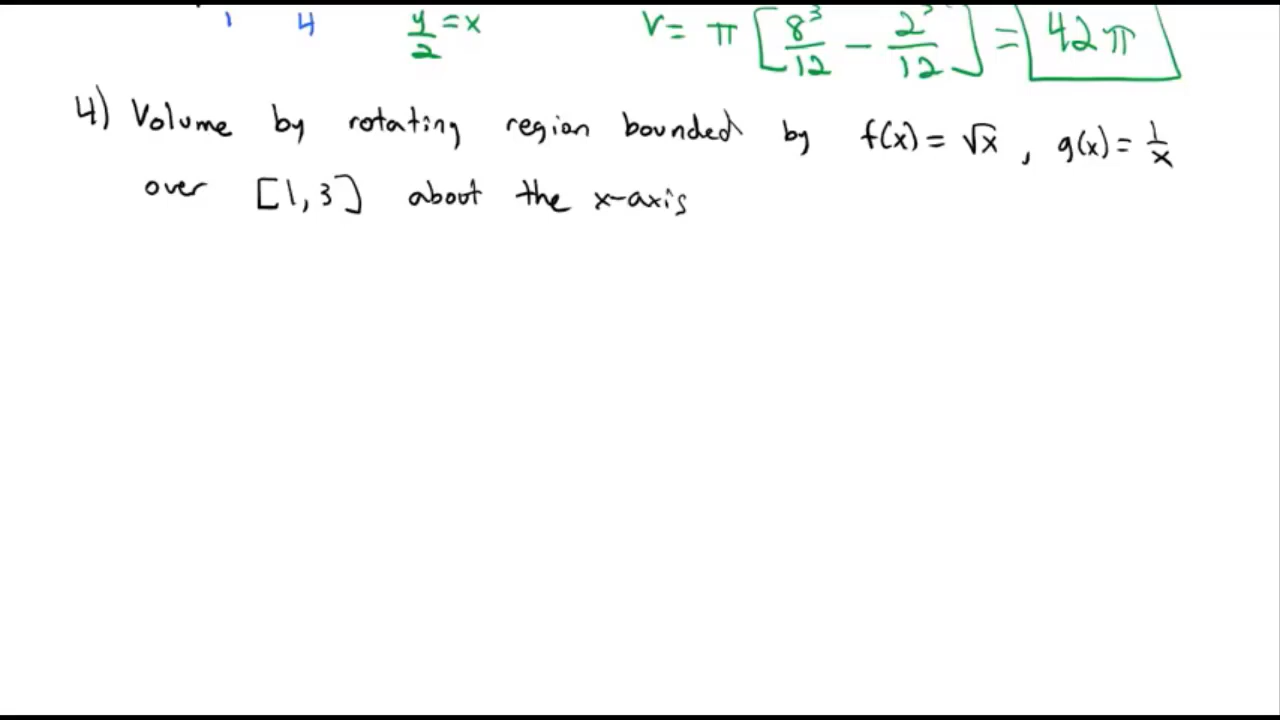 1 4 y/2 = x V = π [8³/12 − 2³/12] = 42π
4) Volume by rotating region bounded by f(x) = √x , g(x) = 1/x
over [1, 3] about the x-axis